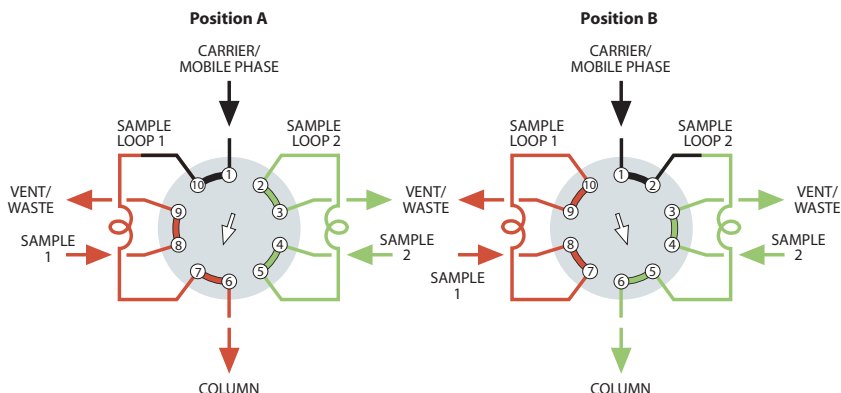 Position A
CARRIER/
MOBILE PHASE
SAMPLE
LOOP 1
SAMPLE
LOOP 2
VENT/
WASTE
VENT/
WASTE
SAMPLE
1
SAMPLE
2
1
2
3
4
5
6
7
8
9
10
COLUMN
Position B
CARRIER/
MOBILE PHASE
SAMPLE
LOOP 1
SAMPLE
LOOP 2
VENT/
WASTE
VENT/
WASTE
SAMPLE
1
SAMPLE
2
1
2
3
4
5
6
7
8
9
10
COLUMN